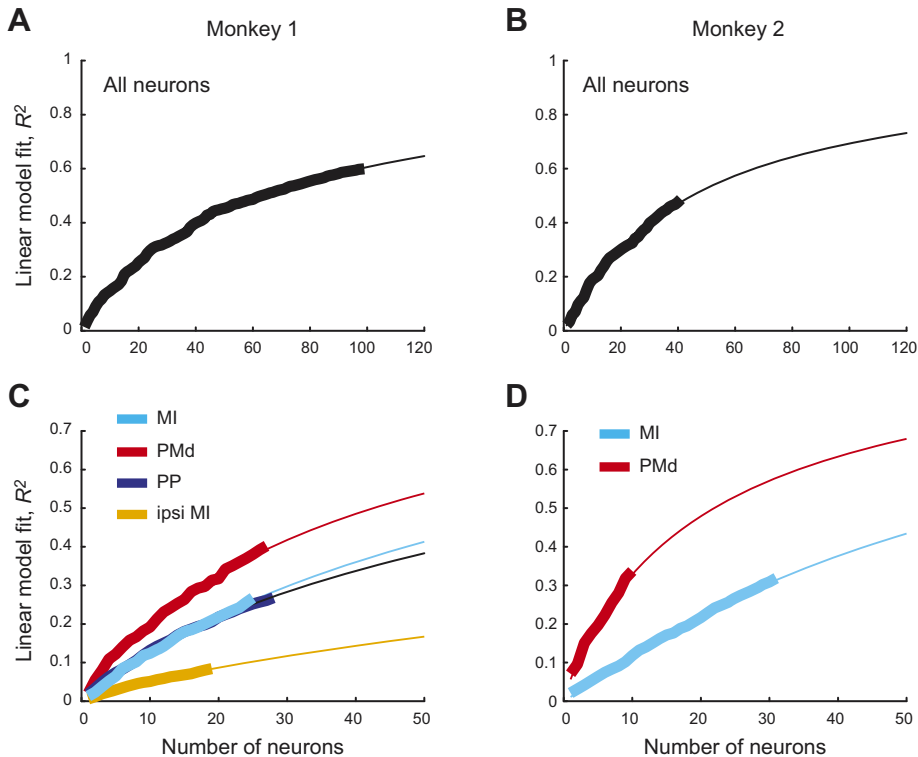 A
Monkey 1
B
Monkey 2
Linear model fit, R²
1
0.8
0.6
0.4
0.2
0
All neurons
0 20 40 60 80 100 120
1
0.8
0.6
0.4
0.2
0
All neurons
0 20 40 60 80 100 120
C
Linear model fit, R²
0.7
0.6
0.5
0.4
0.3
0.2
0.1
0
MI
PMd
PP
ipsi MI
0 10 20 30 40 50
Number of neurons
D
0.7
0.6
0.5
0.4
0.3
0.2
0.1
0
MI
PMd
0 10 20 30 40 50
Number of neurons